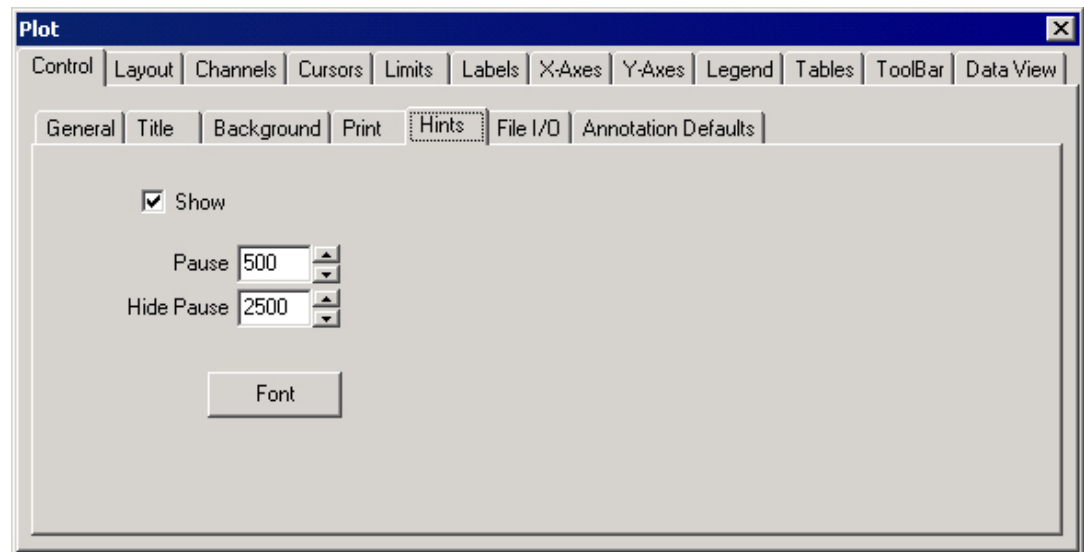 Plot
Control Layout Channels Cursors Limits Labels X-Axes Y-Axes Legend Tables ToolBar Data View
General Title Background Print Hints File I/O Annotation Defaults
Show
Pause 500
Hide Pause 2500
Font